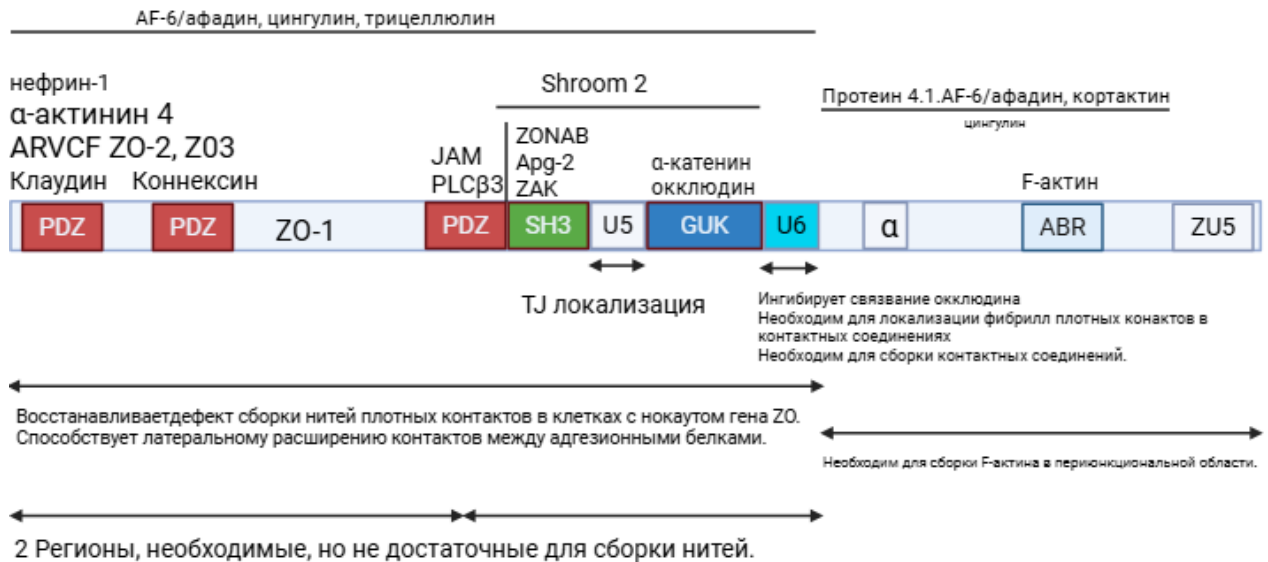 AF-6/афадин, цингулин, трицеллюлин
нефрин-1
α-актинин 4
ARVCF ZO-2, Z03
Клаудин Коннексин
JAM
PLCβ3
Shroom 2
ZONAB
Apg-2
ZAK
α-катенин
окклюдин
Протеин 4.1.AF-6/афадин, кортактин
цингулин
F-актин
PDZ PDZ ZO-1 PDZ SH3 U5 GUK U6 α ABR ZU5
TJ локализация
Ингибирует связвание окклюдина
Необходим для локализации фибрилл плотных конактов в
контактных соединениях
Необходим для сборки контактных соединений.
Восстанавливаетдефект сборки нитей плотных контактов в клетках с нокаутом гена ZO.
Способствует латеральному расширению контактов между адгезионными белками.
Необходим для сборки F-актина в периюнкциональной области.
2 Регионы, необходимые, но не достаточные для сборки нитей.